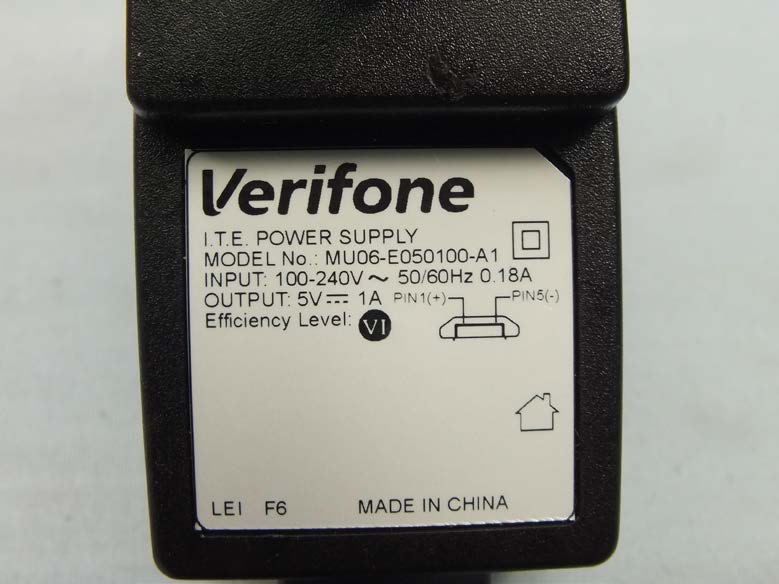 Verifone
I.T.E. POWER SUPPLY
MODEL No.: MU06-E050100-A1
INPUT: 100-240V ~ 50/60Hz 0.18A
OUTPUT: 5V⎓ 1A PIN1(+) PIN5(-)
Efficiency Level: VI
LEI F6 MADE IN CHINA